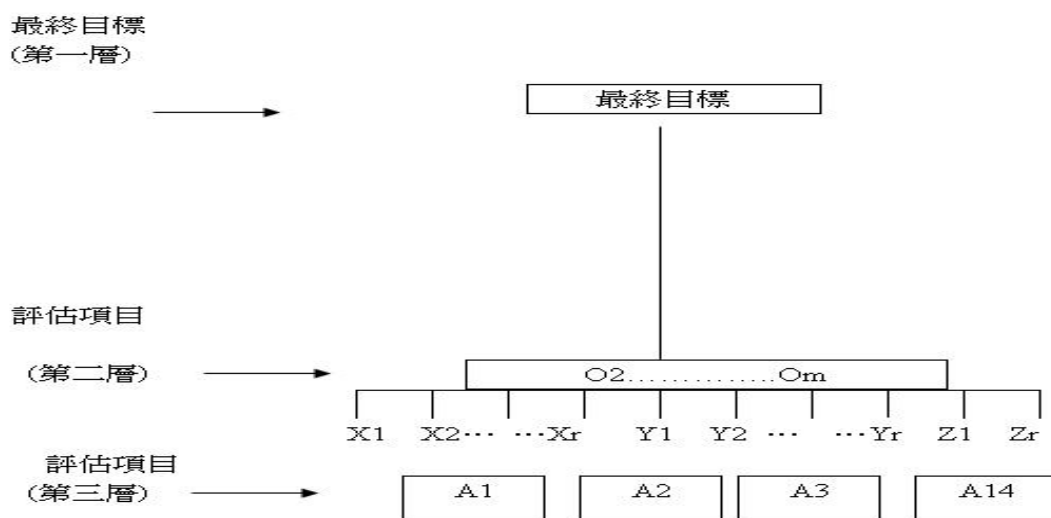 最終目標
(第一層)
最終目標
評估項目
(第二層)
O2..............Om
X1 X2… …Xr Y1 Y2 … …Yr Z1 Zr
評估項目
(第三層)
A1 A2 A3 A14